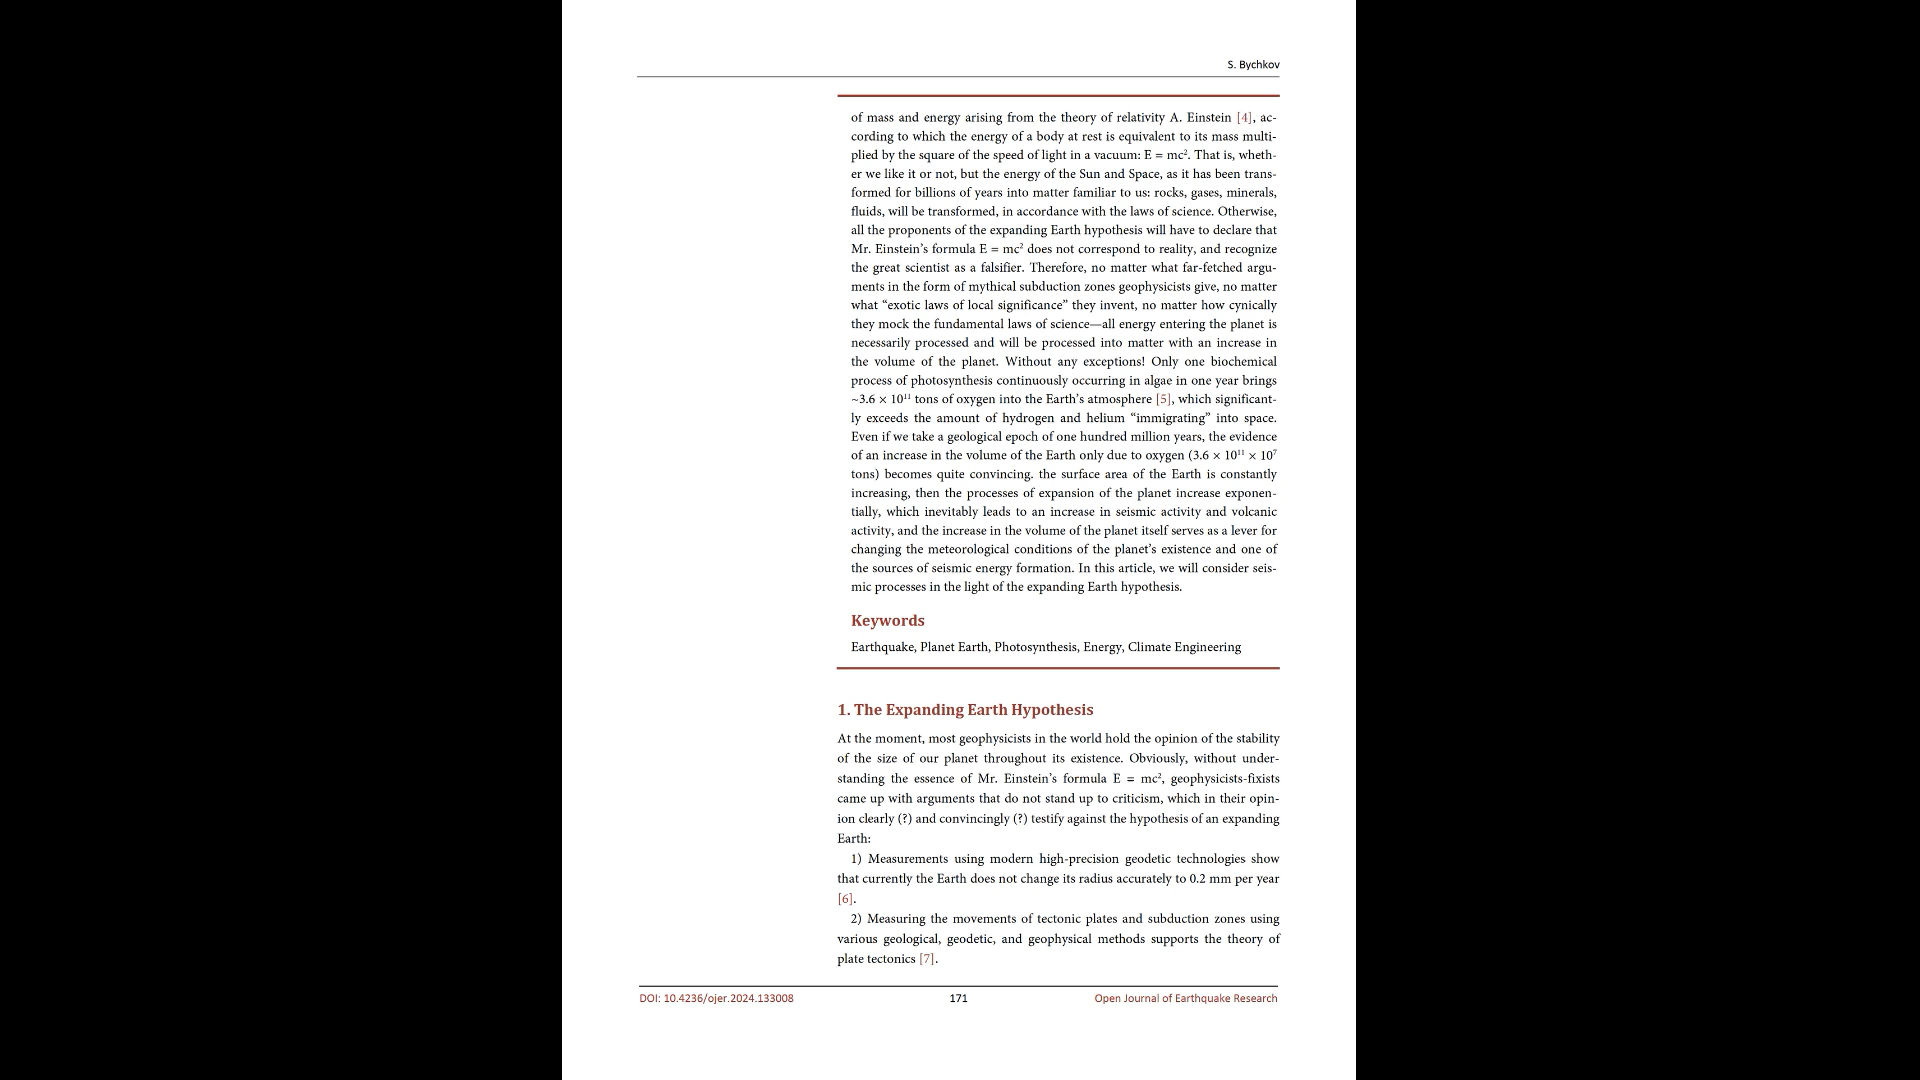 S. Bychkov
of mass and energy arising from the theory of relativity A. Einstein [4], ac-
cording to which the energy of a body at rest is equivalent to its mass multi-
plied by the square of the speed of light in a vacuum: E = mc². That is, wheth-
er we like it or not, but the energy of the Sun and Space, as it has been trans-
formed for billions of years into matter familiar to us: rocks, gases, minerals,
fluids, will be transformed, in accordance with the laws of science. Otherwise,
all the proponents of the expanding Earth hypothesis will have to declare that
Mr. Einstein’s formula E = mc² does not correspond to reality, and recognize
the great scientist as a falsifier. Therefore, no matter what far-fetched argu-
ments in the form of mythical subduction zones geophysicists give, no matter
what “exotic laws of local significance” they invent, no matter how cynically
they mock the fundamental laws of science—all energy entering the planet is
necessarily processed and will be processed into matter with an increase in
the volume of the planet. Without any exceptions! Only one biochemical
process of photosynthesis continuously occurring in algae in one year brings
~3.6 × 10¹¹ tons of oxygen into the Earth’s atmosphere [5], which significant-
ly exceeds the amount of hydrogen and helium “immigrating” into space.
Even if we take a geological epoch of one hundred million years, the evidence
of an increase in the volume of the Earth only due to oxygen (3.6 × 10¹¹ × 10⁷
tons) becomes quite convincing. the surface area of the Earth is constantly
increasing, then the processes of expansion of the planet increase exponen-
tially, which inevitably leads to an increase in seismic activity and volcanic
activity, and the increase in the volume of the planet itself serves as a lever for
changing the meteorological conditions of the planet’s existence and one of
the sources of seismic energy formation. In this article, we will consider seis-
mic processes in the light of the expanding Earth hypothesis.
Keywords
Earthquake, Planet Earth, Photosynthesis, Energy, Climate Engineering
1. The Expanding Earth Hypothesis
At the moment, most geophysicists in the world hold the opinion of the stability
of the size of our planet throughout its existence. Obviously, without under-
standing the essence of Mr. Einstein’s formula E = mc², geophysicists-fixists
came up with arguments that do not stand up to criticism, which in their opin-
ion clearly (?) and convincingly (?) testify against the hypothesis of an expanding
Earth:
1) Measurements using modern high-precision geodetic technologies show
that currently the Earth does not change its radius accurately to 0.2 mm per year
[6].
2) Measuring the movements of tectonic plates and subduction zones using
various geological, geodetic, and geophysical methods supports the theory of
plate tectonics [7].
DOI: 10.4236/ojer.2024.133008 171 Open Journal of Earthquake Research